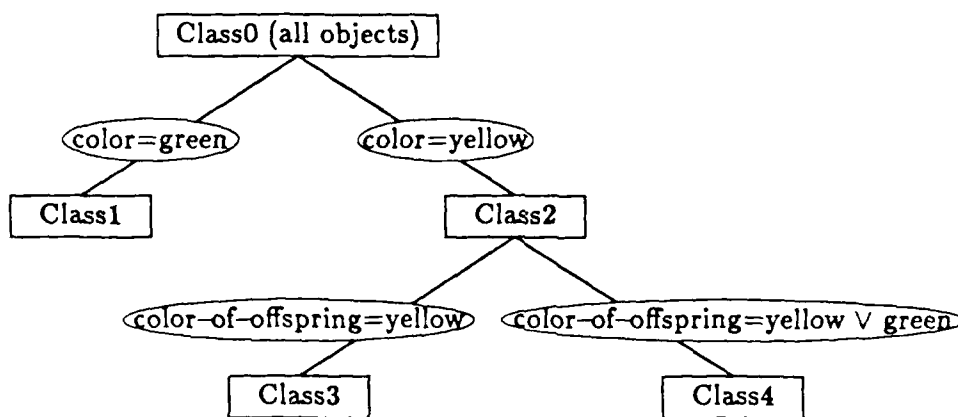 Class0 (all objects)
color=green
color=yellow
Class1
Class2
color-of-offspring=yellow
color-of-offspring=yellow ∨ green
Class3
Class4